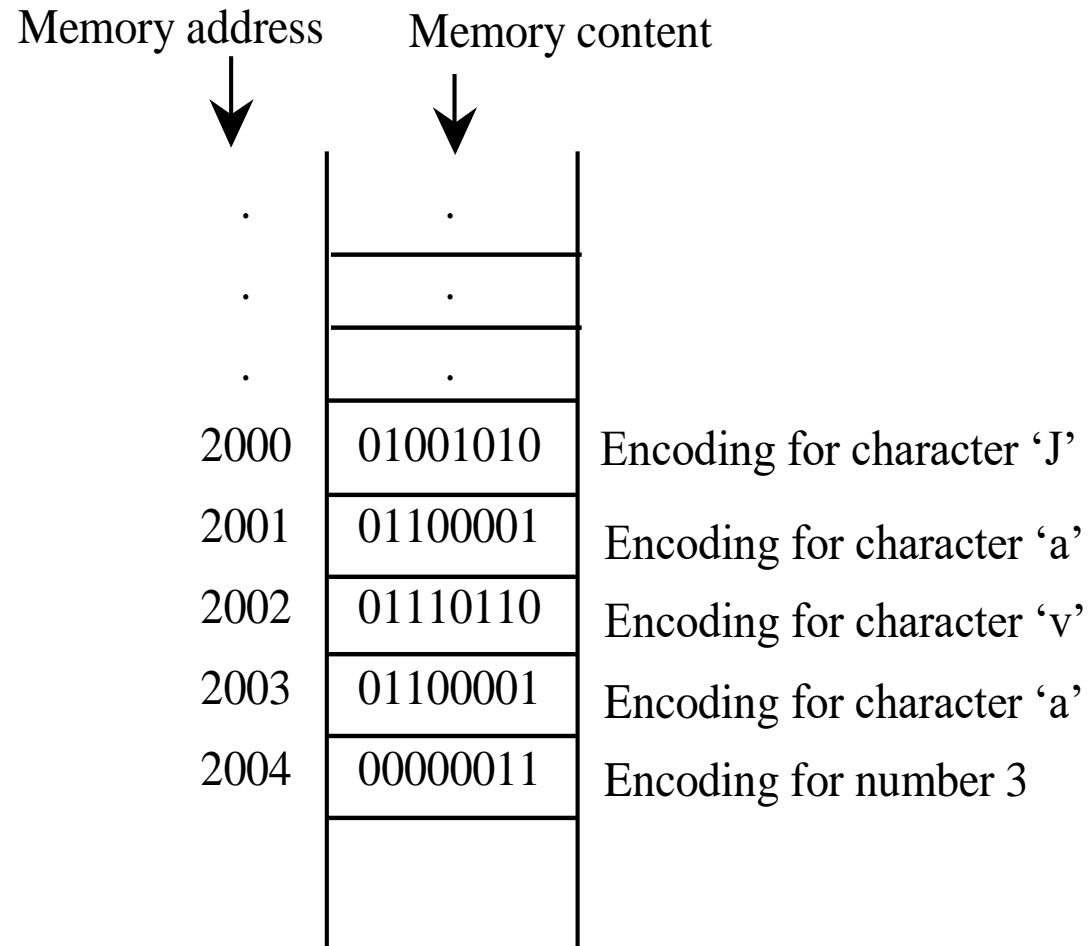 Memory address Memory content
. .
. .
. .
2000 01001010 Encoding for character ‘J’
2001 01100001 Encoding for character ‘a’
2002 01110110 Encoding for character ‘v’
2003 01100001 Encoding for character ‘a’
2004 00000011 Encoding for number 3